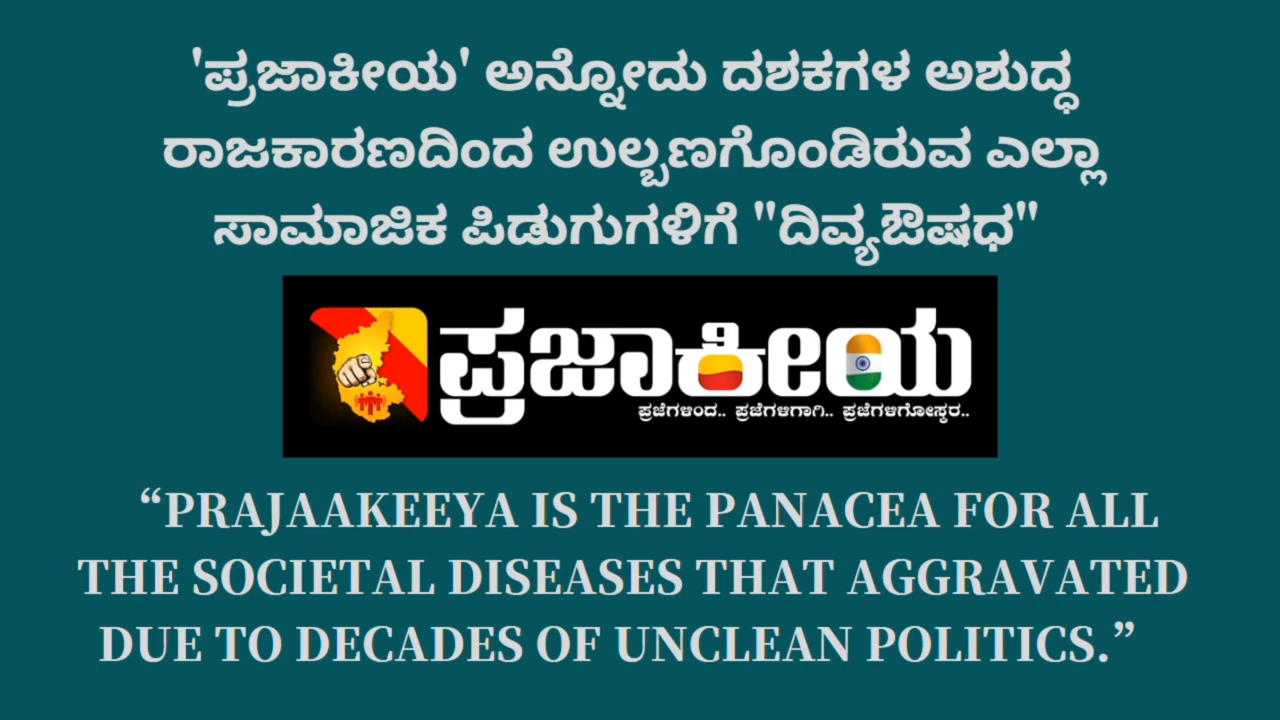 'ಪ್ರಜಾಕೀಯ' ಅನ್ನೋದು ದಶಕಗಳ ಅಶುದ್ಧ
ರಾಜಕಾರಣದಿಂದ ಉಲ್ಬಣಗೊಂಡಿರುವ ಎಲ್ಲಾ
ಸಾಮಾಜಿಕ ಪಿಡುಗುಗಳಿಗೆ "ದಿವ್ಯಔಷಧ"
ಪ್ರಜಾಕೀಯ
ಪ್ರಜೆಗಳಿಂದ.. ಪ್ರಜೆಗಳಿಗಾಗಿ.. ಪ್ರಜೆಗಳಿಗೋಸ್ಕರ..
“PRAJAAKEEYA IS THE PANACEA FOR ALL
THE SOCIETAL DISEASES THAT AGGRAVATED
DUE TO DECADES OF UNCLEAN POLITICS.”